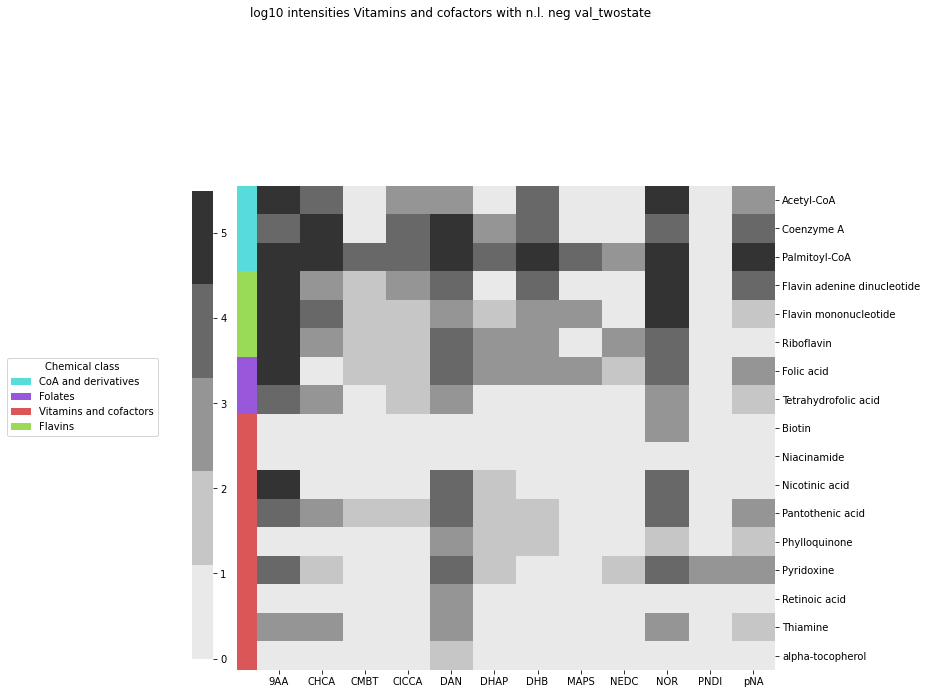 log10 intensities Vitamins and cofactors with n.l. neg val_twostate
5
4
3
2
1
0
Chemical class
CoA and derivatives
Folates
Vitamins and cofactors
Flavins
Acetyl-CoA
Coenzyme A
Palmitoyl-CoA
Flavin adenine dinucleotide
Flavin mononucleotide
Riboflavin
Folic acid
Tetrahydrofolic acid
Biotin
Niacinamide
Nicotinic acid
Pantothenic acid
Phylloquinone
Pyridoxine
Retinoic acid
Thiamine
alpha-tocopherol
9AA CHCA CMBT ClCCA DAN DHAP DHB MAPS NEDC NOR PNDI pNA